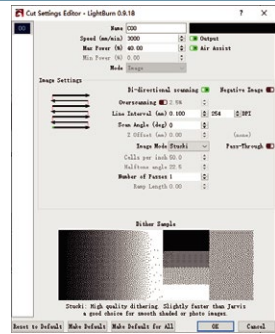 Cut Settings Editor - LightBurn 0.9.18
? X
C00
Name C00
Speed (mm/min) 3000 Output
Max Power (%) 40.00 Air Assist
Min Power (%) 0.00
Mode Image
Image Settings
Bi-directional scanning Negative Image
Overscanning 2.5%
Line Interval (mm) 0.100 254 DPI
Scan Angle (deg) 0
Z Offset (mm) 0.00 (none)
Image Mode Stucki Pass-Through
Cells per inch 50.0
Halftone angle 22.5
Number of Passes 1
Ramp Length 0.00
Dither Sample
Stucki: High quality dithering. Slightly faster than Jarvis
a good choice for smooth shaded or photo images.
Reset to Default Make Default Make Default for All OK Cancel